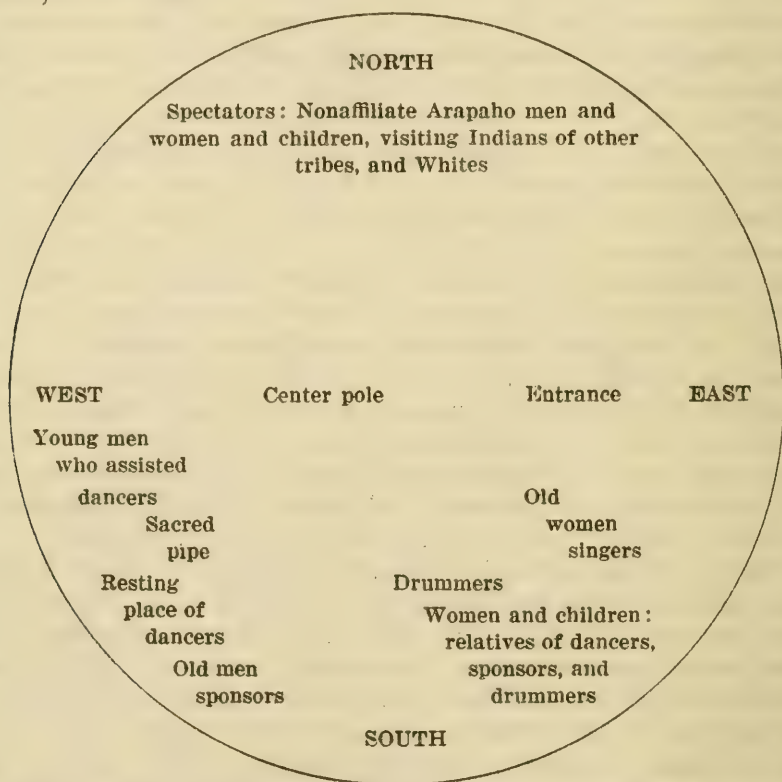 NORTH
Spectators: Nonaffiliate Arapaho men and
women and children, visiting Indians of other
tribes, and Whites
WEST Center pole Entrance EAST
Young men
who assisted
dancers
Sacred
pipe
Resting
place of
dancers
Old men
sponsors
Old
women
singers
Drummers
Women and children:
relatives of dancers,
sponsors, and
drummers
SOUTH